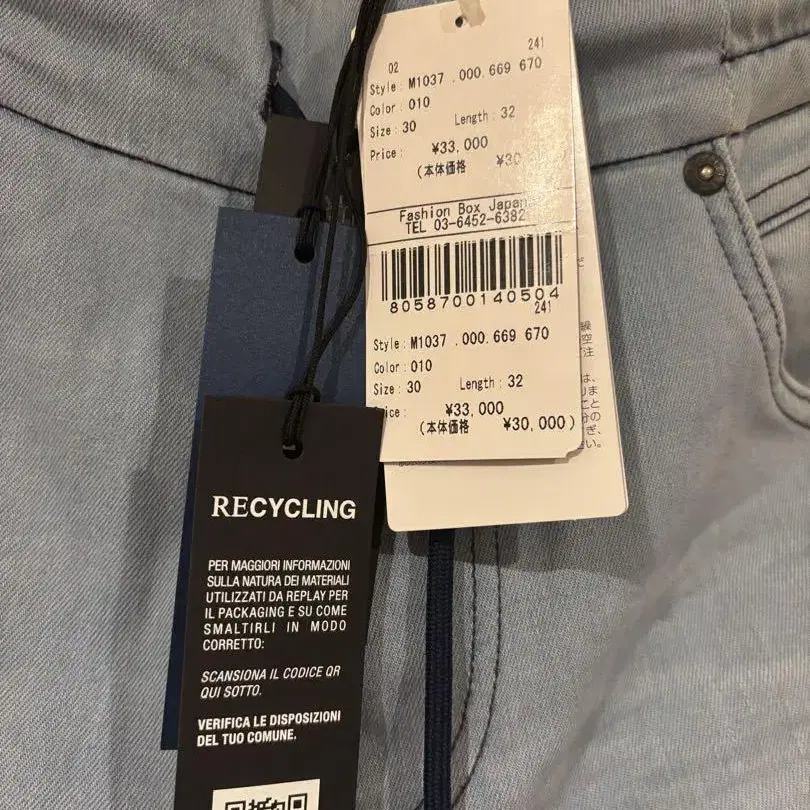 02 241
Style : M1037 .000.669 670
Color : 010
Size : 30 Length : 32
Price : ¥33,000
(本体価格 ¥30
Fashion Box Japan
TEL 03-6452-6382
8058700140504
241
Style : M1037 .000.669 670
Color : 010
Size : 30 Length : 32
ice : ¥33,000
(本体価格 ¥30,000)
RECYCLING
PER MAGGIORI INFORMAZIONI
SULLA NATURA DEI MATERIALI
UTILIZZATI DA REPLAY PER
IL PACKAGING E SU COME
SMALTIRLI IN MODO
CORRETTO:
SCANSIONA IL CODICE QR
QUI SOTTO.
VERIFICA LE DISPOSIZIONI
DEL TUO COMUNE.